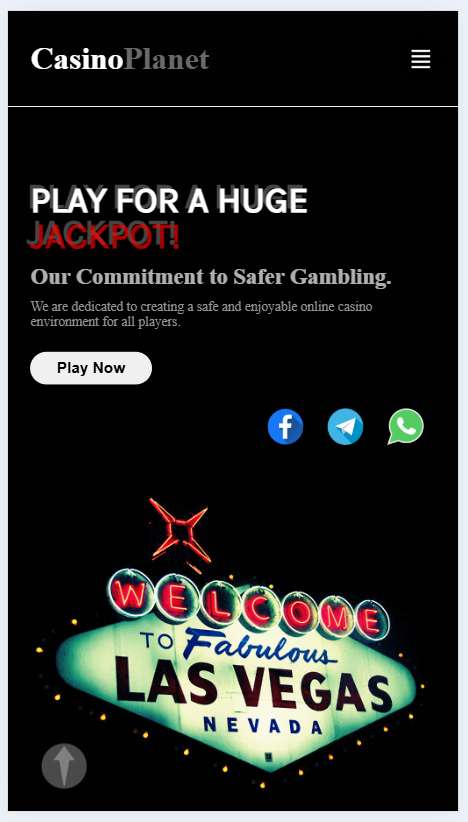 CasinoPlanet
PLAY FOR A HUGE
JACKPOT!
Our Commitment to Safer Gambling.
We are dedicated to creating a safe and enjoyable online casino
environment for all players.
Play Now
WELCOME
TO Fabulous
LAS VEGAS
NEVADA